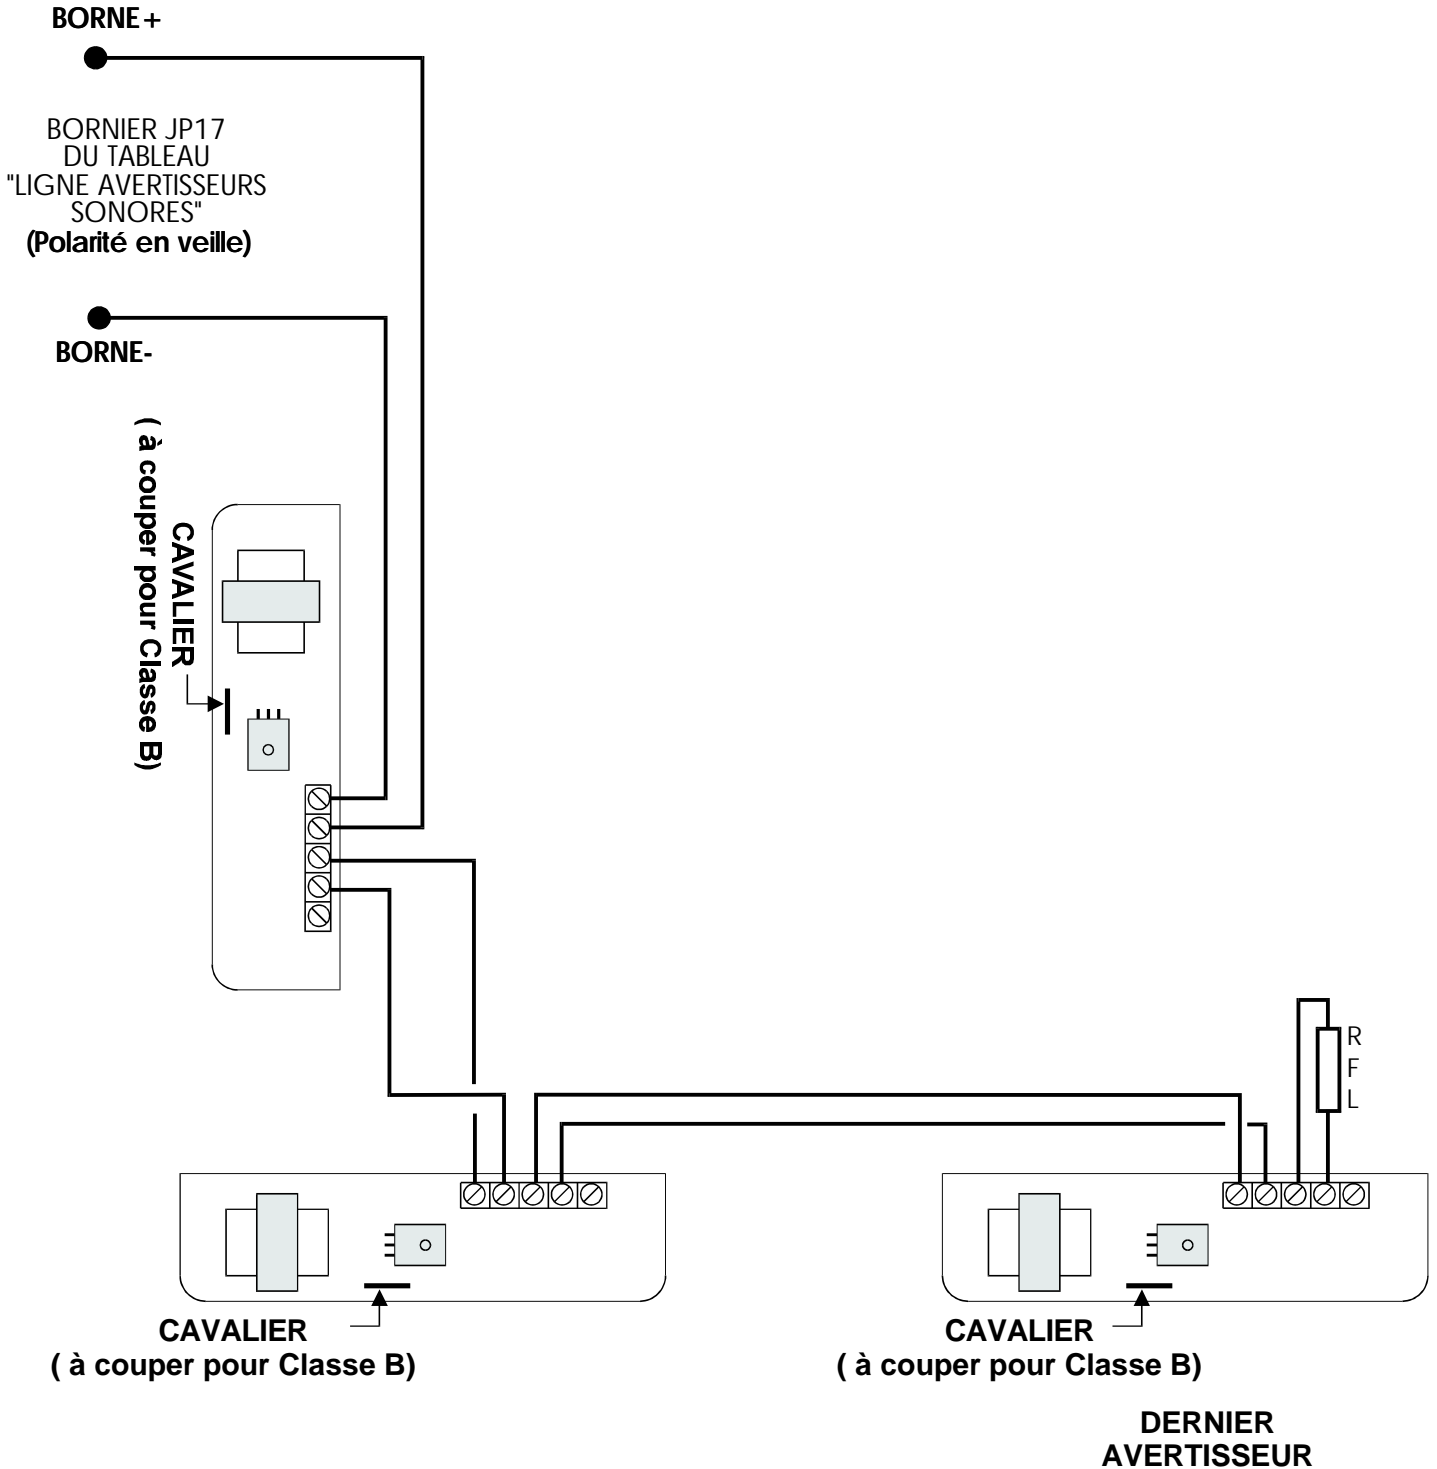 BORNE+
BORNIER JP17
DU TABLEAU
"LIGNE AVERTISSEURS
SONORES"
(Polarité en veille)
BORNE-
CAVALIER
( à couper pour Classe B)
R
F
L
CAVALIER
( à couper pour Classe B)
CAVALIER
( à couper pour Classe B)
DERNIER
AVERTISSEUR